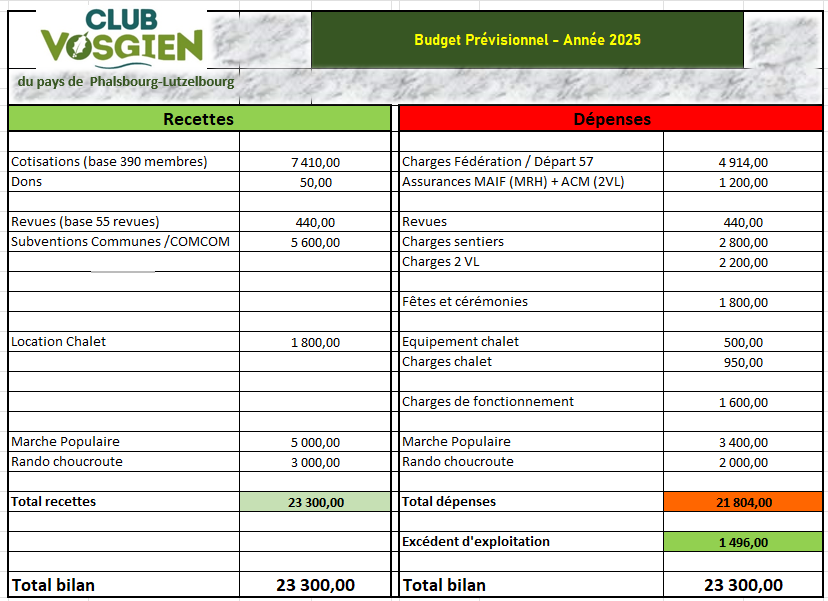 CLUB
VOSGIEN
du pays de Phalsbourg-Lutzelbourg
Budget Prévisionnel - Année 2025
Recettes Dépenses
Cotisations (base 390 membres) 7 410,00 Charges Fédération / Départ 57 4 914,00
Dons 50,00 Assurances MAIF (MRH) + ACM (2VL) 1 200,00
Revues (base 55 revues) 440,00 Revues 440,00
Subventions Communes /COMCOM 5 600,00 Charges sentiers 2 800,00
Charges 2 VL 2 200,00
Fêtes et cérémonies 1 800,00
Location Chalet 1 800,00 Equipement chalet 500,00
Charges chalet 950,00
Charges de fonctionnement 1 600,00
Marche Populaire 5 000,00 Marche Populaire 3 400,00
Rando choucroute 3 000,00 Rando choucroute 2 000,00
Total recettes 23 300,00 Total dépenses 21 804,00
Excédent d'exploitation 1 496,00
Total bilan 23 300,00 Total bilan 23 300,00